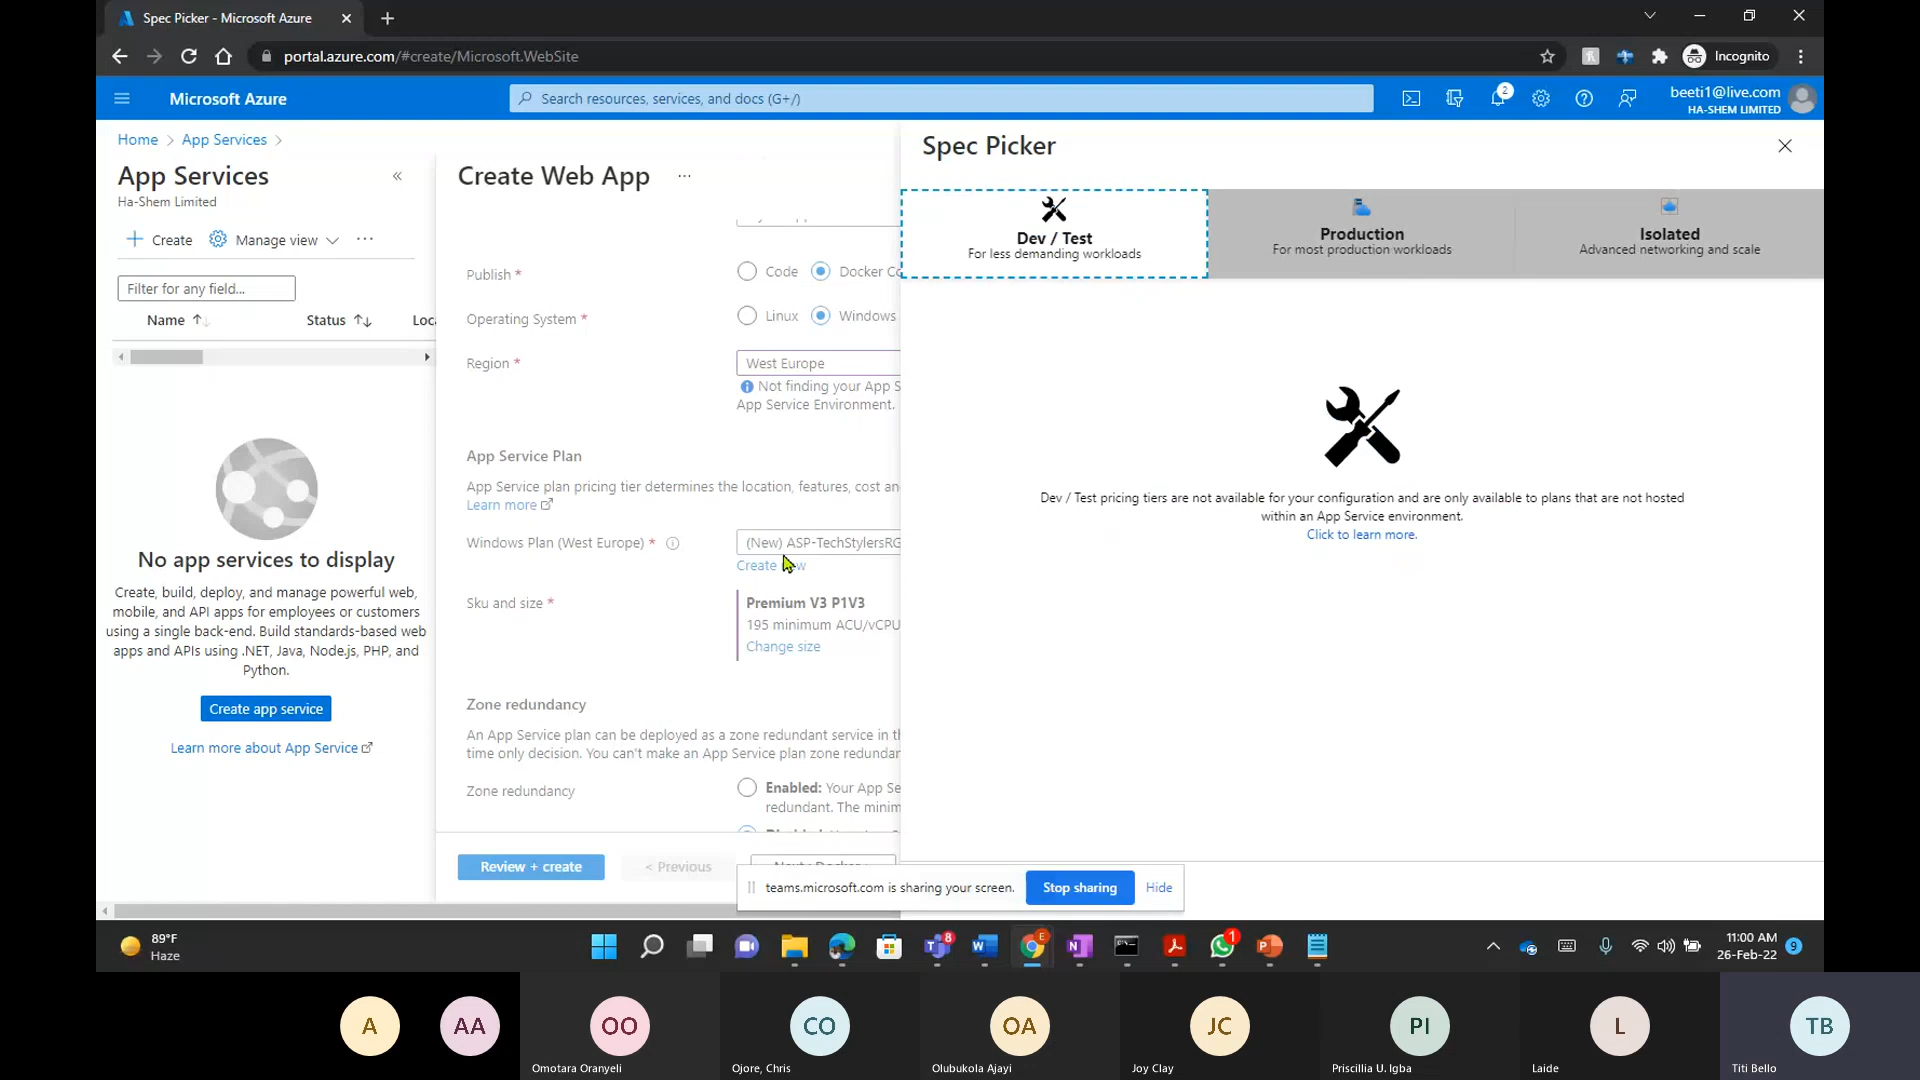 Spec Picker - Microsoft Azure
portal.azure.com/#create/Microsoft.WebSite
Incognito
Microsoft Azure
Search resources, services, and docs (G+/)
2
beeti1@live.com
HA-SHEM LIMITED
Home > App Services >
App Services
Ha-Shem Limited
Create
Manage view
Filter for any field...
Name
Status
Loca
No app services to display
Create, build, deploy, and manage powerful web,
mobile, and API apps for employees or customers
using a single back-end. Build standards-based web
apps and APIs using .NET, Java, Node.js, PHP, and
Python.
Create app service
Learn more about App Service
Create Web App
Publish *
Code
Docker Co
Operating System *
Linux
Windows
Region *
West Europe
Not finding your App S
App Service Environment.
App Service Plan
App Service plan pricing tier determines the location, features, cost an
Learn more
Windows Plan (West Europe) *
(New) ASP-TechStylersRG
Create
Sku and size *
Premium V3 P1V3
195 minimum ACU/vCPU
Change size
Zone redundancy
An App Service plan can be deployed as a zone redundant service in th
time only decision. You can't make an App Service plan zone redundar
Zone redundancy
Enabled: Your App Se
redundant. The minim
Review + create
< Previous
Spec Picker
Dev / Test
For less demanding workloads
Production
For most production workloads
Isolated
Advanced networking and scale
Dev / Test pricing tiers are not available for your configuration and are only available to plans that are not hosted
within an App Service environment.
Click to learn more.
teams.microsoft.com is sharing your screen.
Stop sharing
Hide
89°F
Haze
8
E
1
11:00 AM
26-Feb-22
9
A
AA
OO
Omotara Oranyeli
CO
Ojore, Chris
OA
Olubukola Ajayi
JC
Joy Clay
PI
Priscillia U. Igba
L
Laide
TB
Titi Bello